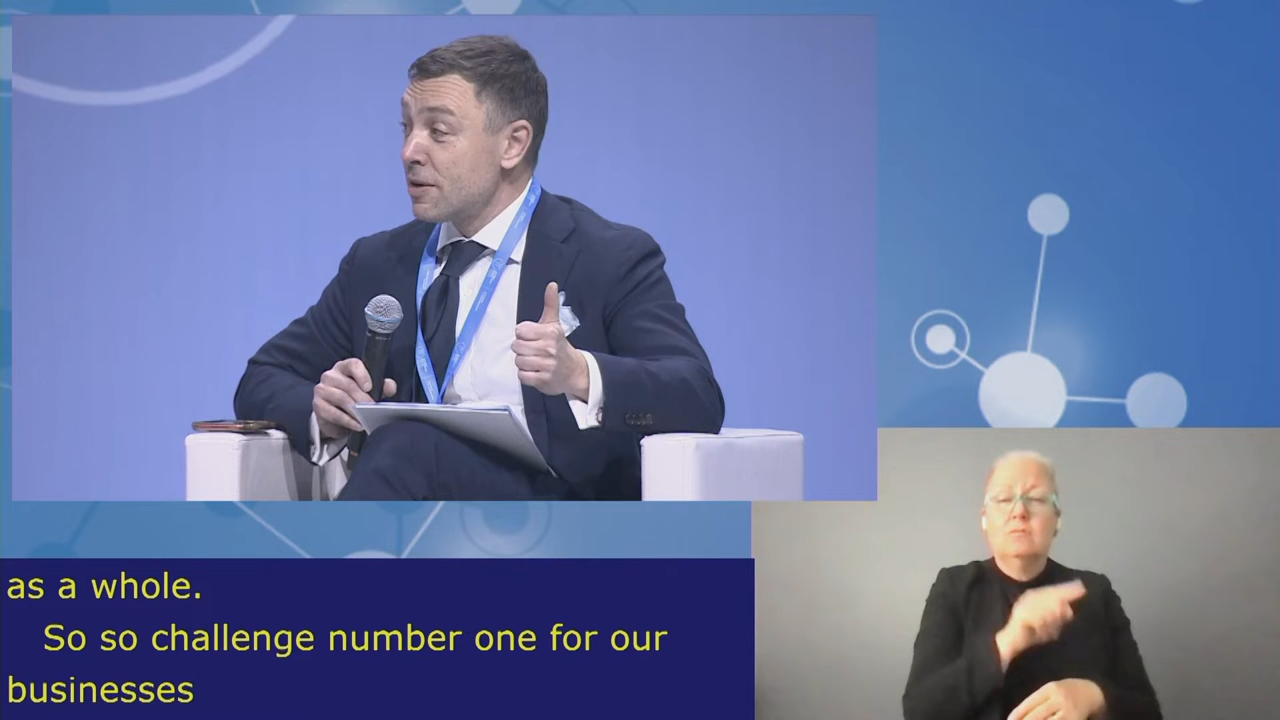 as a whole.
So so challenge number one for our
businesses